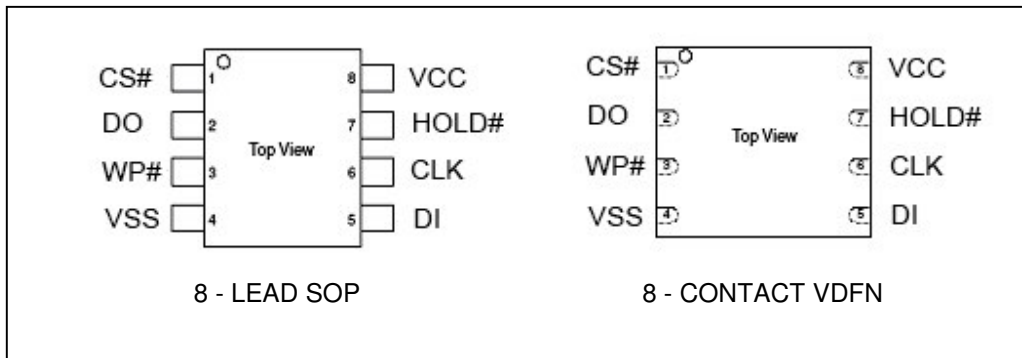 CS# 1 8 VCC
DO 2 7 HOLD#
Top View
WP# 3 6 CLK
VSS 4 5 DI
8 - LEAD SOP
CS# 1 8 VCC
DO 2 7 HOLD#
Top View
WP# 3 6 CLK
VSS 4 5 DI
8 - CONTACT VDFN